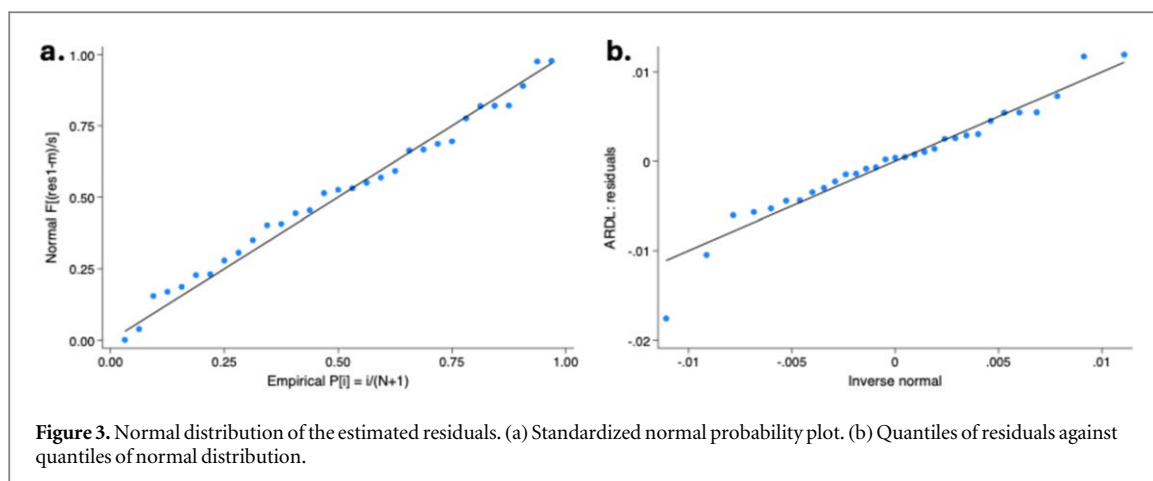 a.
1.00
0.75
0.50
0.25
0.00
Normal F[(res1-m)/s]
0.00 0.25 0.50 0.75 1.00
Empirical P[i] = i/(N+1)
b.
.01
0
-.01
-.02
ARDL: residuals
-.01 -.005 0 .005 .01
Inverse normal
Figure 3. Normal distribution of the estimated residuals. (a) Standardized normal probability plot. (b) Quantiles of residuals against
quantiles of normal distribution.